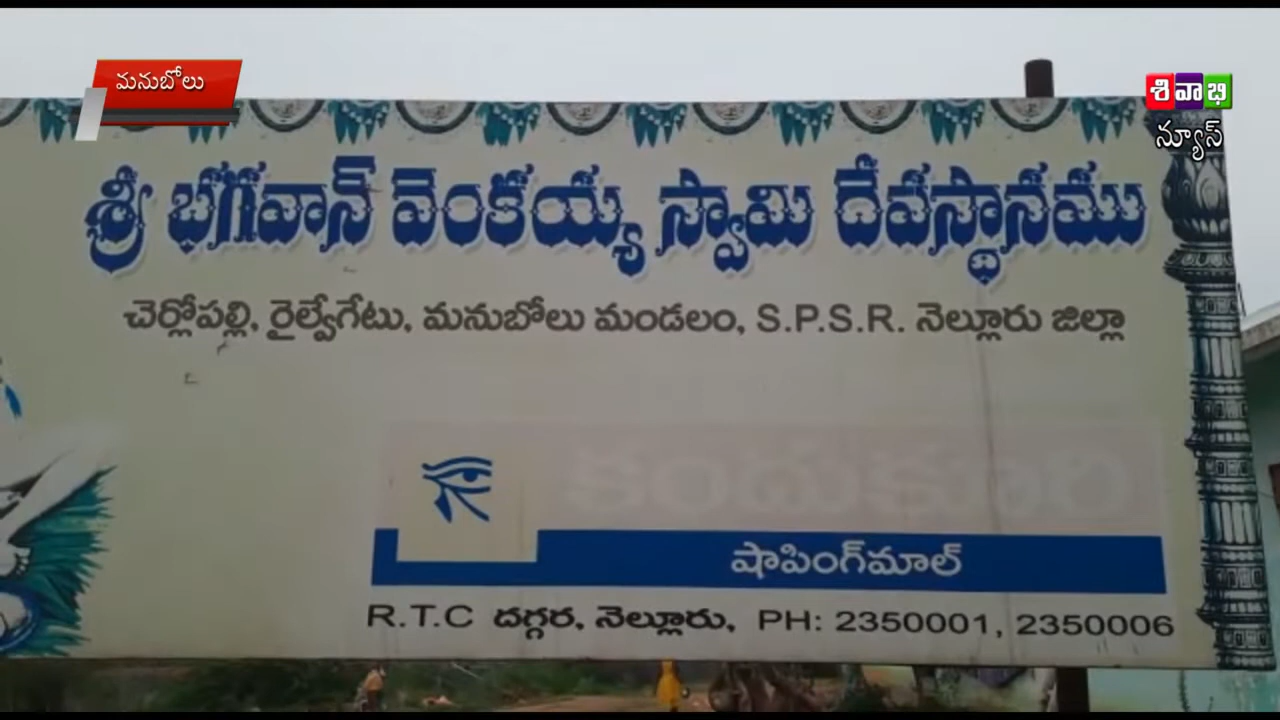 మనుబోలు
శివాభి
న్యూస్
శ్రీ భగవాన్ వెంకయ్య స్వామి దేవస్థానము
చెర్లోపల్లి, రైల్వేగేటు, మనుబోలు మండలం, S.P.S.R. నెల్లూరు జిల్లా
కందుకూరి
షాపింగ్‌మాల్
R.T.C దగ్గర, నెల్లూరు, PH: 2350001, 2350006